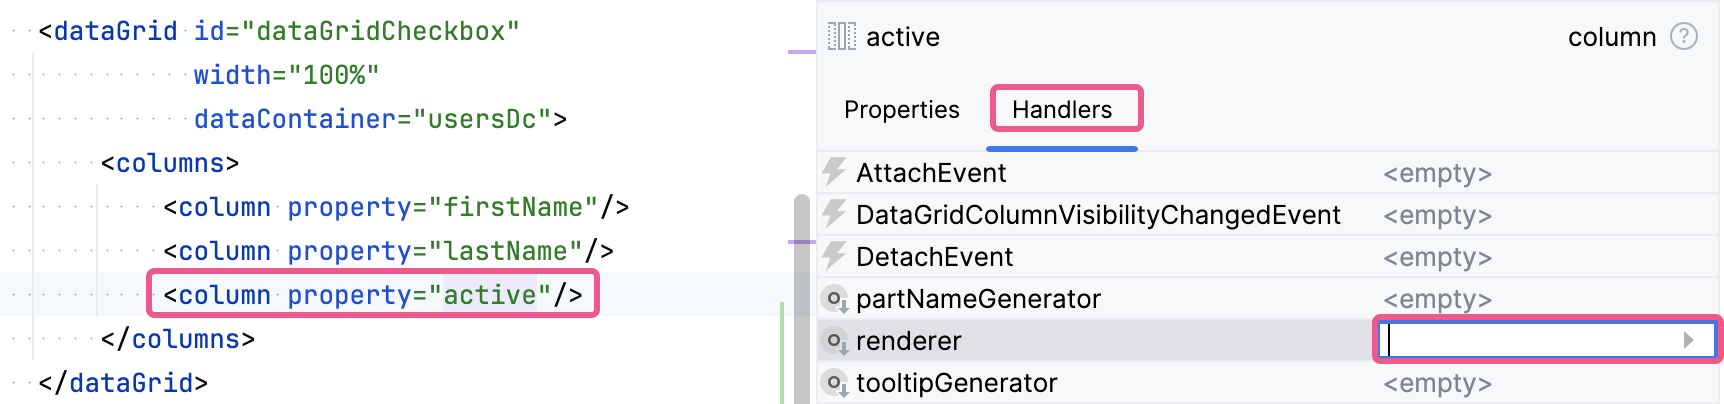 <dataGrid id="dataGridCheckbox"
width="100%"
dataContainer="usersDc">
<columns>
<column property="firstName"/>
<column property="lastName"/>
<column property="active"/>
</columns>
</dataGrid>
active column ?
Properties Handlers
AttachEvent <empty>
DataGridColumnVisibilityChangedEvent <empty>
DetachEvent <empty>
partNameGenerator <empty>
renderer
tooltipGenerator <empty>